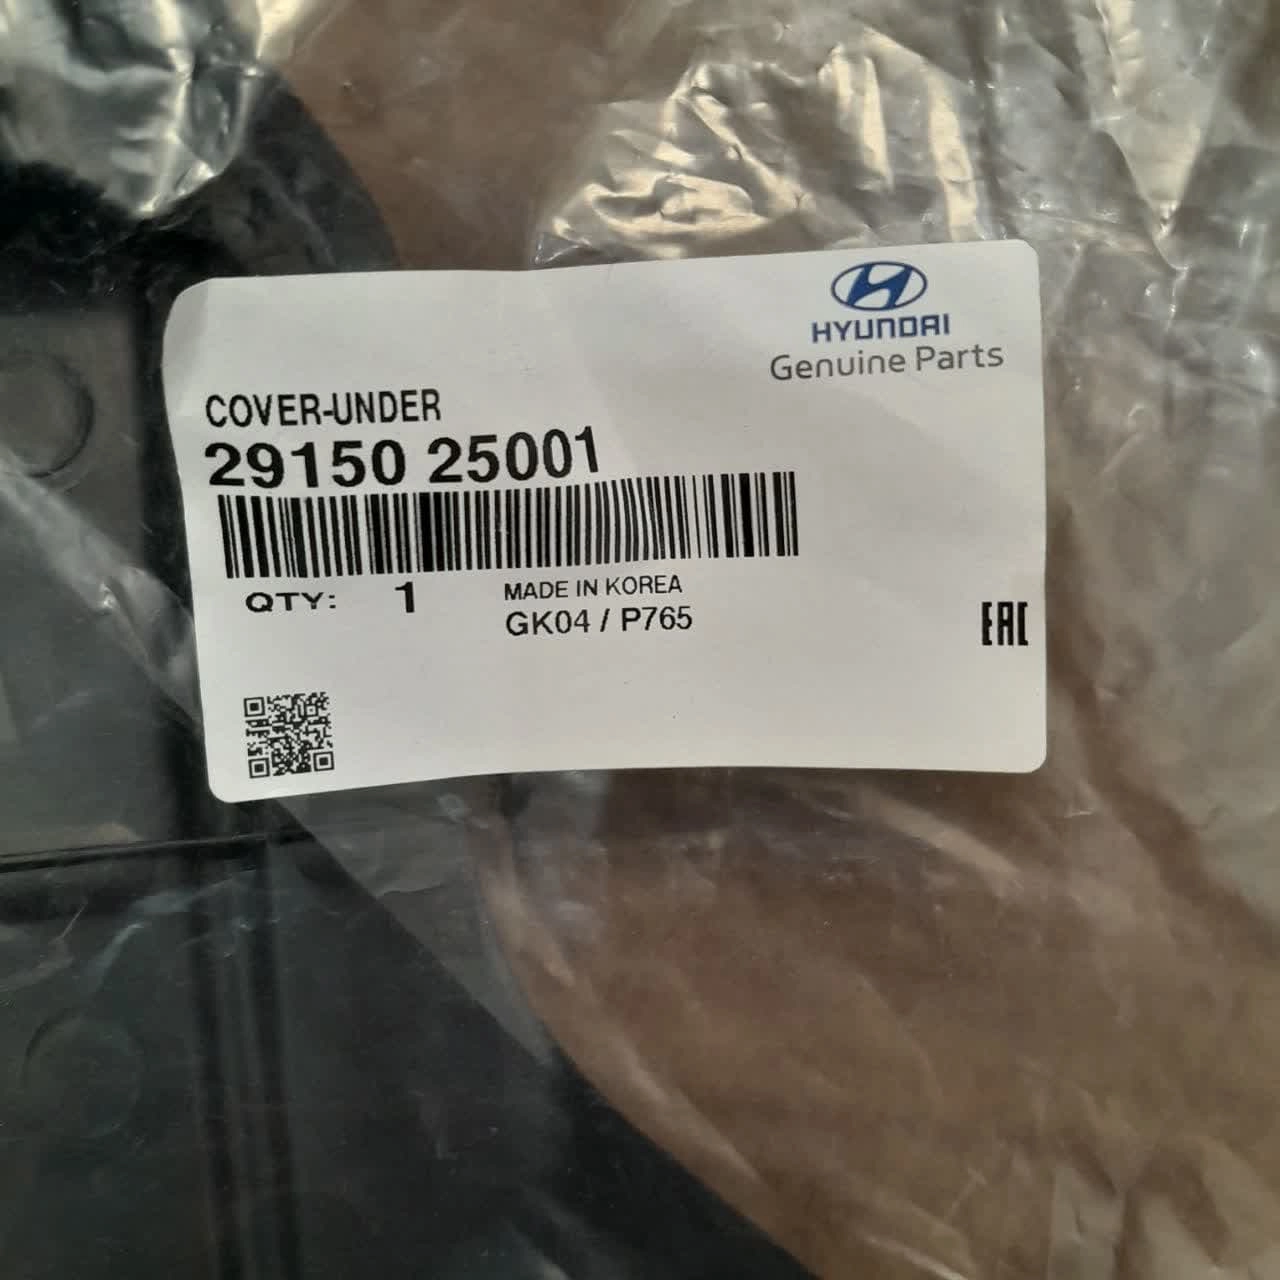 HYUNDAI
Genuine Parts
COVER-UNDER
29150 25001
QTY: 1
MADE IN KOREA
GK04 / P765
EAC